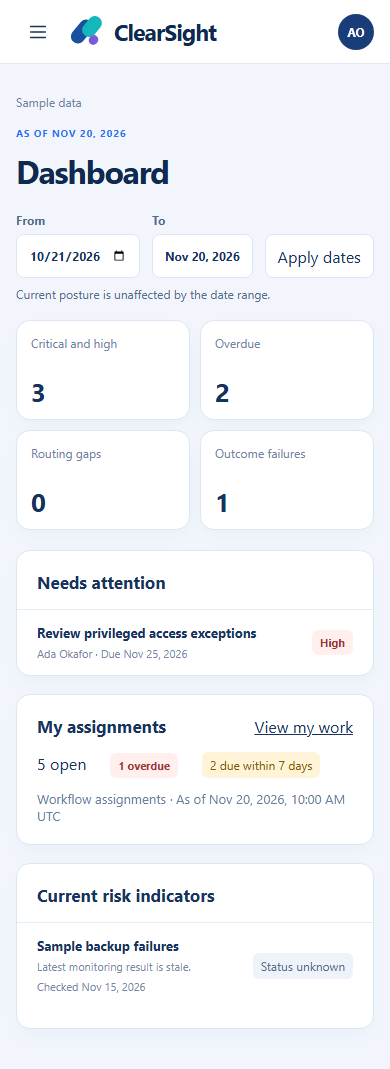 ClearSight
AO
Sample data
AS OF NOV 20, 2026
Dashboard
From
To
10/21/2026
Nov 20, 2026
Apply dates
Current posture is unaffected by the date range.
Critical and high
Overdue
3
2
Routing gaps
Outcome failures
0
1
Needs attention
Review privileged access exceptions
High
Ada Okafor · Due Nov 25, 2026
My assignments
View my work
5 open
1 overdue
2 due within 7 days
Workflow assignments · As of Nov 20, 2026, 10:00 AM
UTC
Current risk indicators
Sample backup failures
Latest monitoring result is stale.
Status unknown
Checked Nov 15, 2026